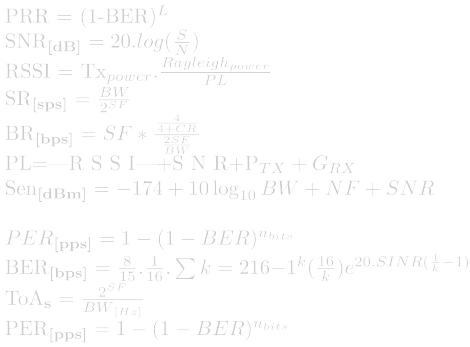 PRR = (1-BER)^L
SNR_[dB] = 20.log(S/N)
RSSI = Tx_power.Rayleigh_power/PL
SR_[sps] = BW/2^SF
BR_[bps] = SF * (4/(4+CR))/(2^SF/BW)
PL=—R S S I—+S N R+P_TX + G_RX
Sen_[dBm] = −174 + 10 log_10 BW + NF + SNR
PER_[pps] = 1 − (1 − BER)^n_bits
BER_[bps] = 8/15.1/16.∑ k = 216−1^k(16/k)e^20.SINR(1/k−1)
ToA_s = 2^SF/BW_[Hz]
PER_[pps] = 1 − (1 − BER)^n_bits